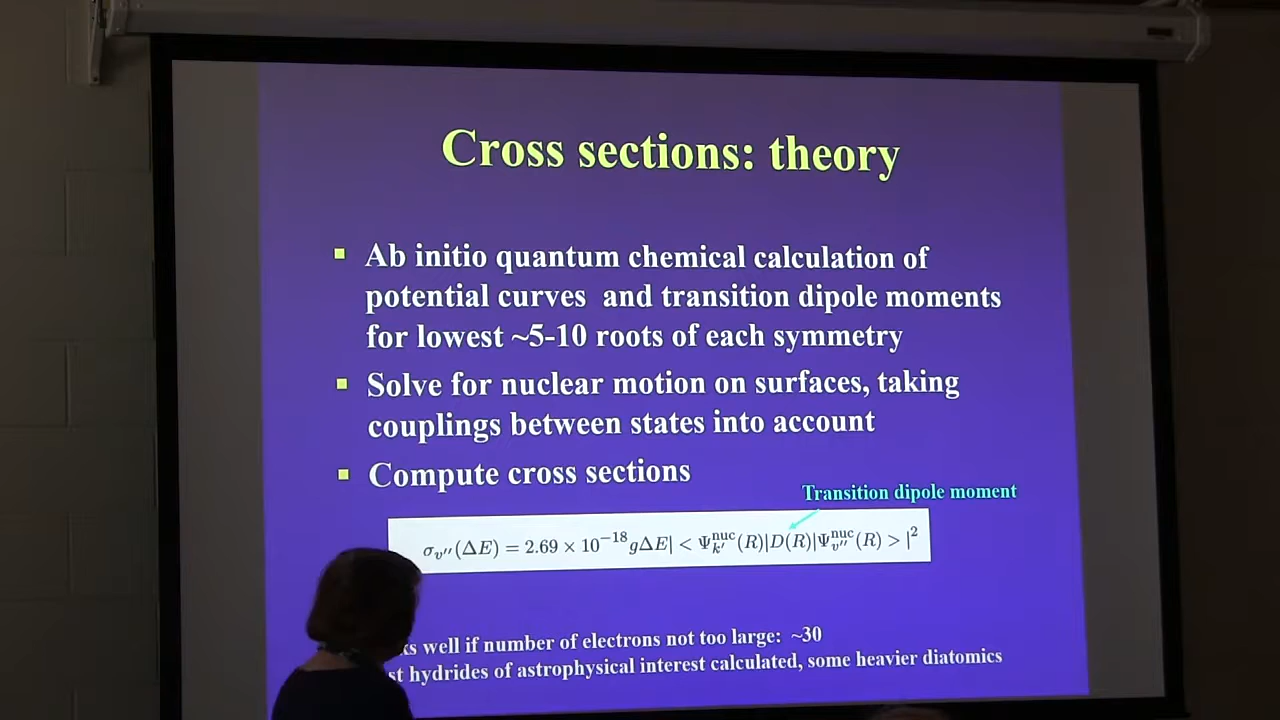 Cross sections: theory
▪ Ab initio quantum chemical calculation of
potential curves and transition dipole moments
for lowest ~5-10 roots of each symmetry
▪ Solve for nuclear motion on surfaces, taking
couplings between states into account
▪ Compute cross sections
Transition dipole moment
σ_{v''}(ΔE) = 2.69 × 10^{-18} gΔE| < Ψ_{k'}^{nuc}(R)|D(R)|Ψ_{v''}^{nuc}(R) > |^2
well if number of electrons not too large: ~30
hydrides of astrophysical interest calculated, some heavier diatomics